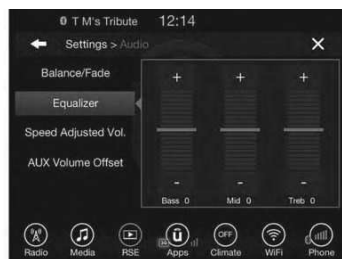 T M's Tribute 12:14
Settings > Audio
Balance/Fade
Equalizer
Speed Adjusted Vol.
AUX Volume Offset
+ + +
- - -
Bass 0 Mid 0 Treb 0
OFF
Radio Media RSE Apps Climate WiFi Phone